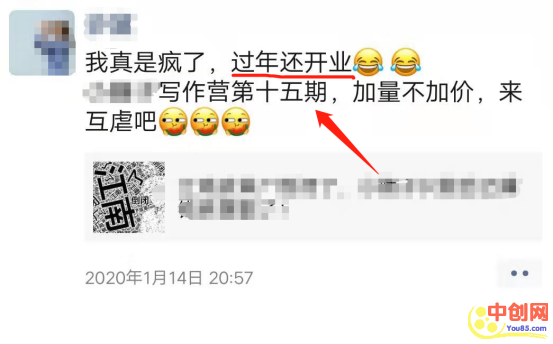 我真是疯了，过年还开业😂😂
写作营第十五期，加量不加价，来
互虐吧
江南
倒闭
2020年1月14日 20:57
中创网
You85.com